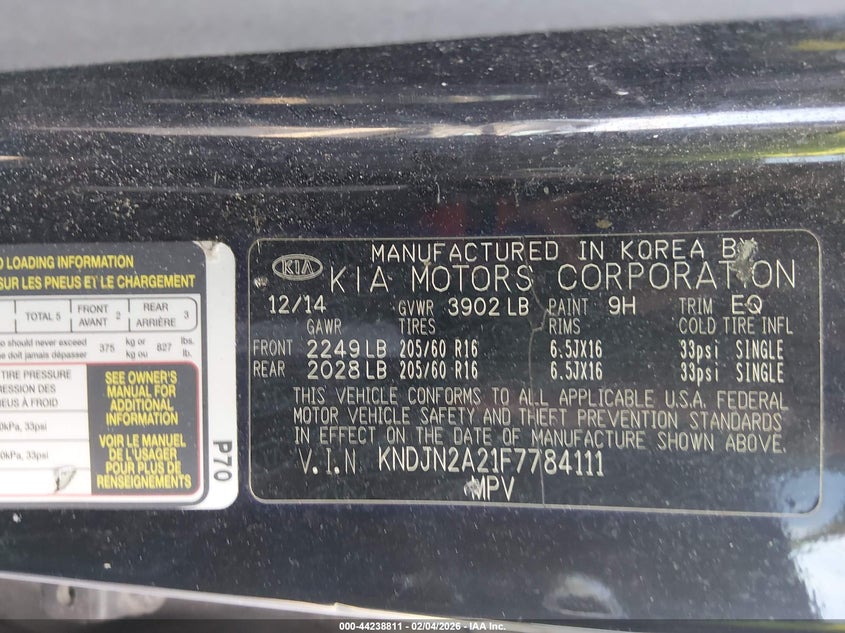 O LOADING INFORMATION
SUR LES PNEUS ET LE CHARGEMENT
TOTAL 5 FRONT AVANT 2 REAR ARRIÈRE 3
should never exceed 375 kg or 827 lbs.
ne doit jamais dépasser kg ou lb.
TIRE PRESSURE
SEE OWNER'S
MANUAL FOR
ADDITIONAL
INFORMATION
ESSION DES
EUS À FROID
0kPa, 33psi
VOIR LE MANUEL
DE L'USAGER
POUR PLUS DE
RENSEIGNEMENTS
0kPa, 33psi
P70
MANUFACTURED IN KOREA BY
KIA KIA MOTORS CORPORATION
12/14 GVWR 3902 LB PAINT 9H TRIM EQ
GAWR TIRES RIMS COLD TIRE INFL
FRONT 2249 LB 205/60 R16 6.5JX16 33psi SINGLE
REAR 2028 LB 205/60 R16 6.5JX16 33psi SINGLE
THIS VEHICLE CONFORMS TO ALL APPLICABLE U.S.A. FEDERAL
MOTOR VEHICLE SAFETY AND THEFT PREVENTION STANDARDS
IN EFFECT ON THE DATE OF MANUFACTURE SHOWN ABOVE.
V.I.N KNDJN2A21F7784111
MPV
000-44238811 - 02/04/2026 - IAA Inc.